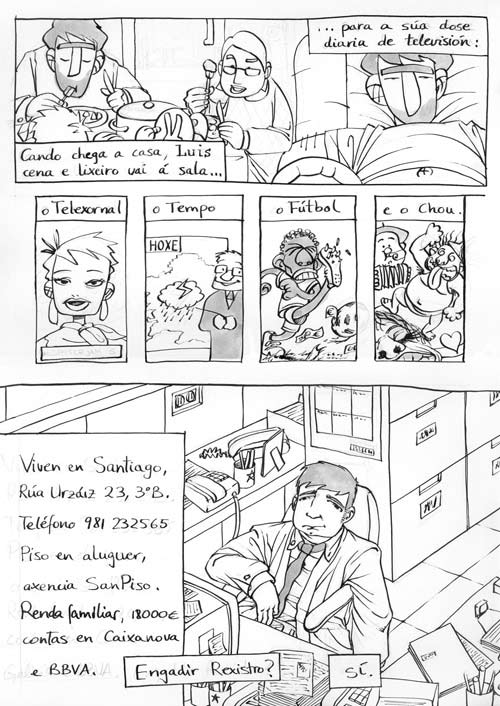 Cando chega a casa, Luis
cena e lixeiro vai á sala...
... para a súa dose
diaria de televisión:
o Telexornal
o Tempo
HOXE
o Fútbol
e o Chou.
Viven en Santiago,
Rúa Urzáiz 23, 3ºB.
Teléfono 981 232565
Piso en aluguer,
axencia SanPiso.
Renda familiar, 18000€
contas en Caixanova
e BBVA.
Engadir Rexistro?
SÍ.